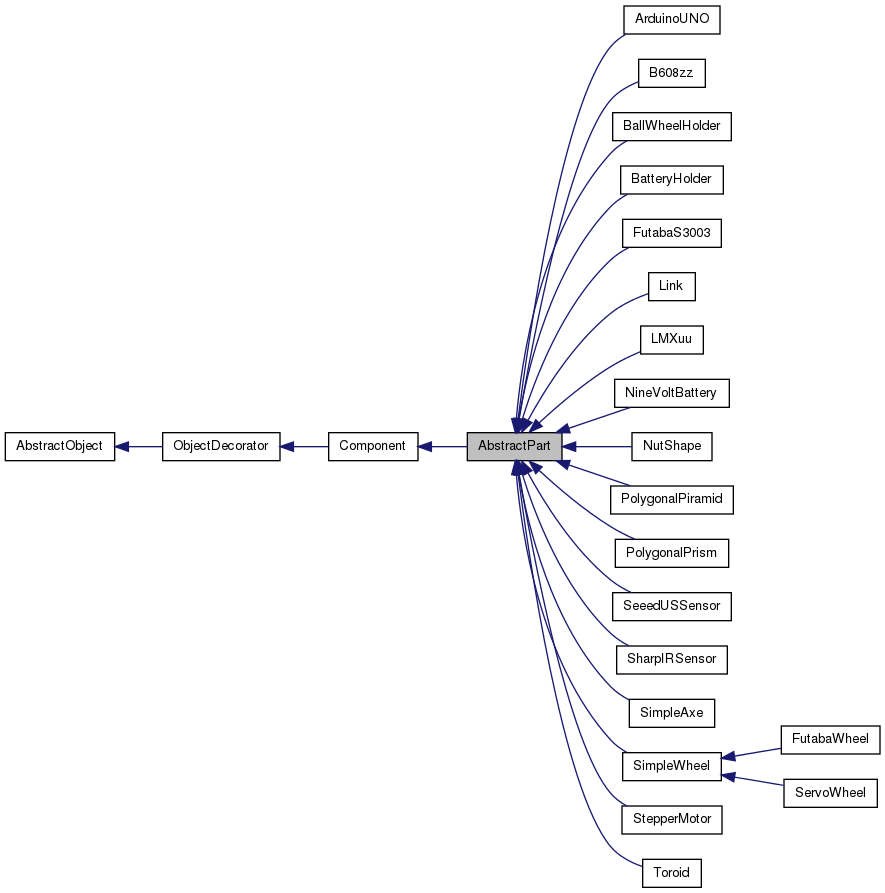 ArduinoUNO
B608zz
BallWheelHolder
BatteryHolder
FutabaS3003
Link
LMXuu
NineVoltBattery
AbstractObject
ObjectDecorator
Component
AbstractPart
NutShape
PolygonalPiramid
PolygonalPrism
SeeedUSSensor
SharpIRSensor
SimpleAxe
FutabaWheel
SimpleWheel
ServoWheel
StepperMotor
Toroid